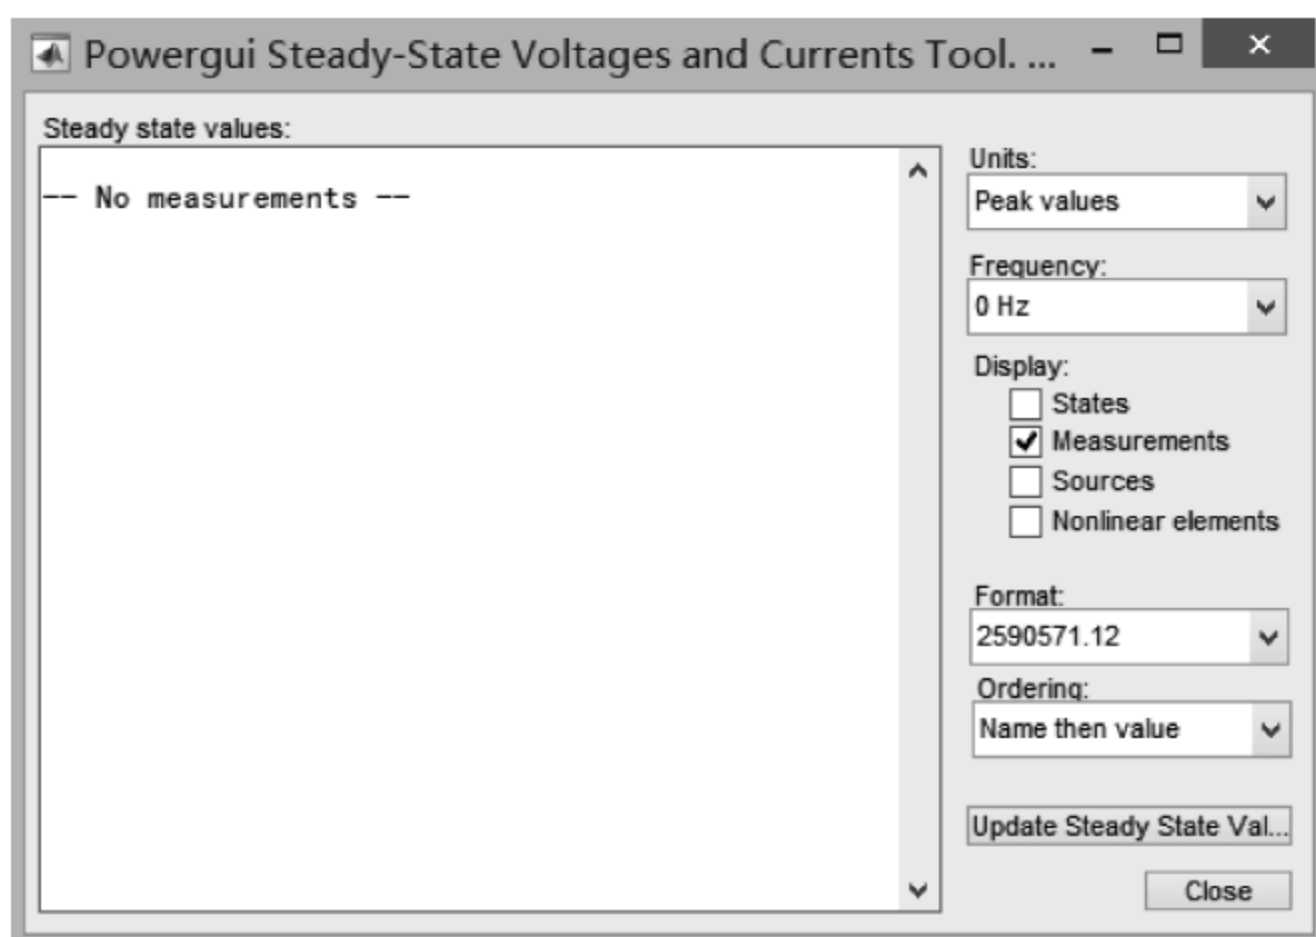 Powergui Steady-State Voltages and Currents Tool. ...
Steady state values:
-- No measurements --
Units:
Peak values
Frequency:
0 Hz
Display:
States
Measurements
Sources
Nonlinear elements
Format:
2590571.12
Ordering:
Name then value
Update Steady State Val...
Close